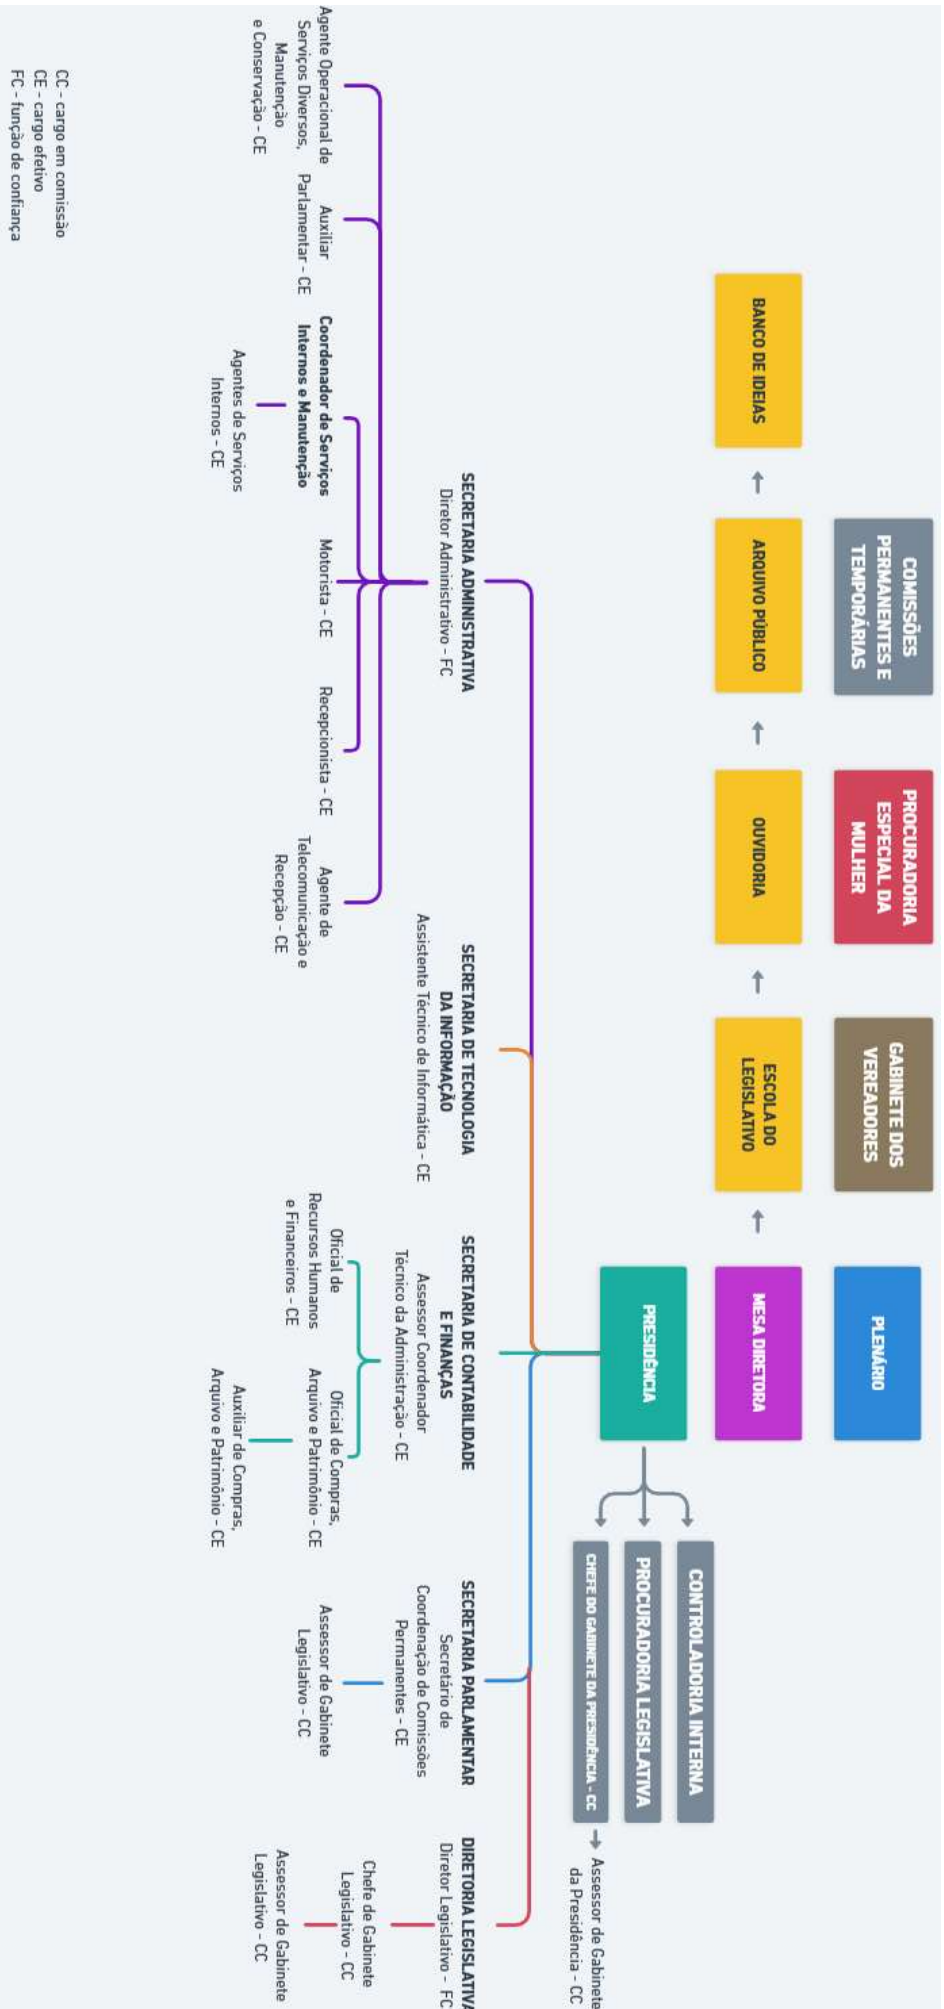 COMISSÕES
PERMANENTES E
TEMPORÁRIAS
PROCURADORIA
ESPECIAL DA
MULHER
GABINETE DOS
VEREADORES
PLENÁRIO
BANCO DE IDEIAS
ARQUIVO PÚBLICO
OUVIDORIA
ESCOLA DO
LEGISLATIVO
MESA DIRETORA
PRESIDÊNCIA
CONTROLADORIA INTERNA
PROCURADORIA LEGISLATIVA
CHEFE DO GABINETE DA PRESIDÊNCIA - CC
Assessor de Gabinete
da Presidência - CC
SECRETARIA ADMINISTRATIVA
Diretor Administrativo - FC
Agente Operacional de
Serviços Diversos,
Manutenção
e Conservação - CE
Auxiliar
Parlamentar - CE
Coordenador de Serviços
Internos e Manutenção
Agentes de Serviços
Internos - CE
Motorista - CE
Recepcionista - CE
Agente de
Telecomunicação e
Recepção - CE
SECRETARIA DE TECNOLOGIA
DA INFORMAÇÃO
Assistente Técnico de Informática - CE
SECRETARIA DE CONTABILIDADE
E FINANÇAS
Assessor Coordenador
Técnico da Administração - CE
Oficial de
Recursos Humanos
e Financeiros - CE
Oficial de Compras,
Arquivo e Patrimônio - CE
Auxiliar de Compras,
Arquivo e Patrimônio - CE
SECRETARIA PARLAMENTAR
Secretário de
Coordenação de Comissões
Permanentes - CE
Assessor de Gabinete
Legislativo - CC
DIRETORIA LEGISLATIVA
Diretor Legislativo - FC
Chefe de Gabinete
Legislativo - CC
Assessor de Gabinete
Legislativo - CC
CC - cargo em comissão
CE - cargo efetivo
FC - função de confiança